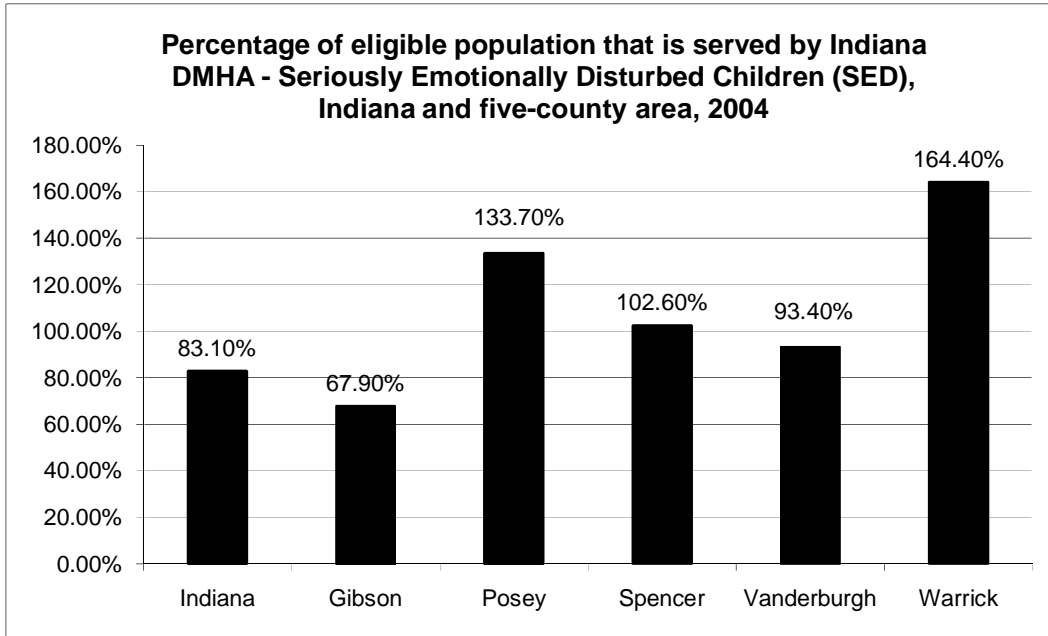 Percentage of eligible population that is served by Indiana
DMHA - Seriously Emotionally Disturbed Children (SED),
Indiana and five-county area, 2004
180.00%
160.00%
140.00%
120.00%
100.00%
80.00%
60.00%
40.00%
20.00%
0.00%
83.10%
67.90%
133.70%
102.60%
93.40%
164.40%
Indiana
Gibson
Posey
Spencer
Vanderburgh
Warrick